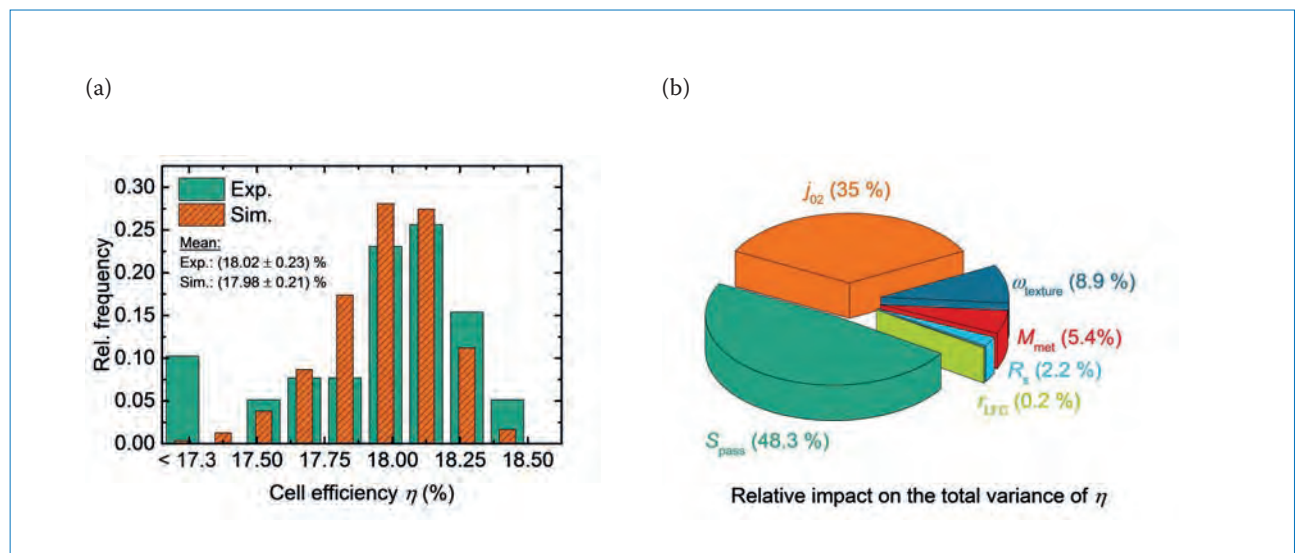 (a)
(b)
Exp.
Sim.
Mean:
Exp.: (18.02 ± 0.23) %
Sim.: (17.98 ± 0.21) %
0.30
0.25
0.20
0.15
0.10
0.05
0.00
Rel. frequency
< 17.3 17.50 17.75 18.00 18.25 18.50
Cell efficiency η (%)
j02 (35 %)
ωtexture (8.9 %)
Mmet (5.4%)
Rs (2.2 %)
rLFC (0.2 %)
Spass (48.3 %)
Relative impact on the total variance of η